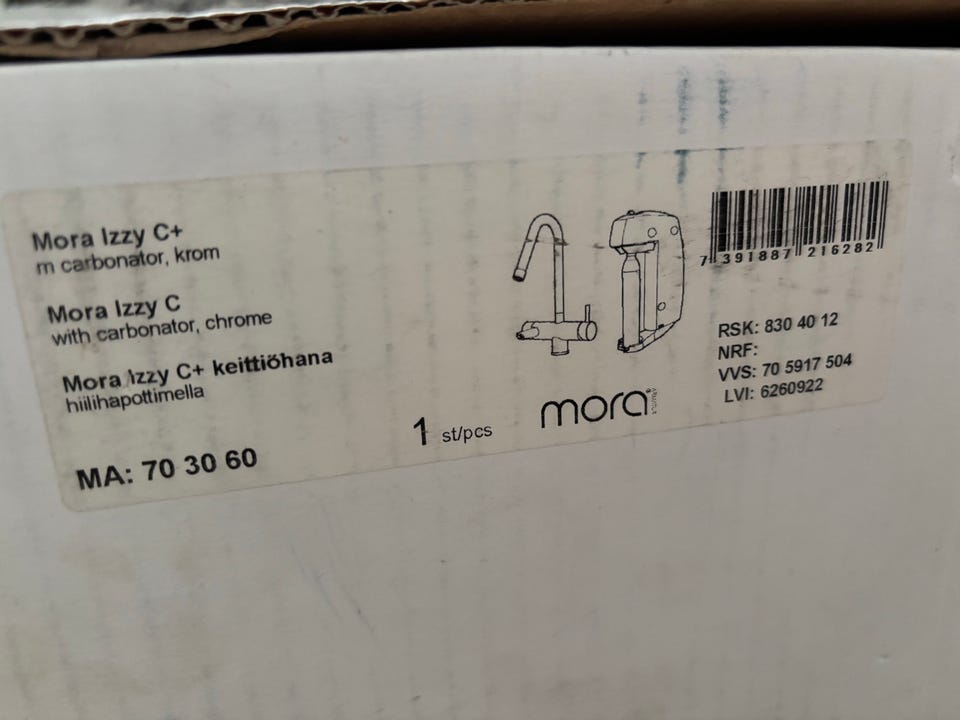 Mora Izzy C+
m carbonator, krom
Mora Izzy C
with carbonator, chrome
Mora Izzy C+ keittiöhana
hiilihapottimella
MA: 70 30 60
1 st/pcs
mora
7 391887 216282
RSK: 830 40 12
NRF:
VVS: 70 5917 504
LVI: 6260922